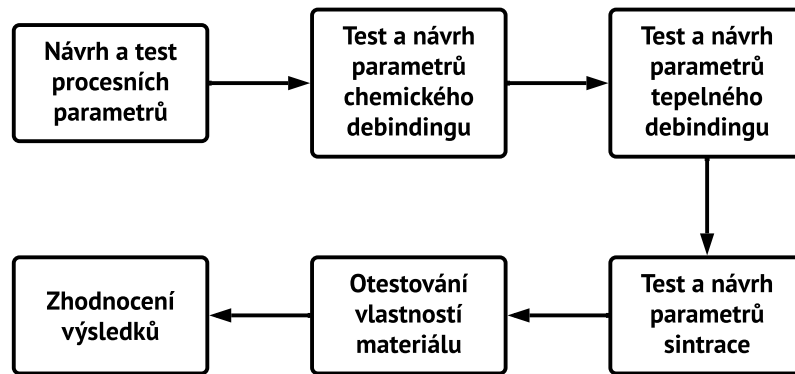 Návrh a test
procesních
parametrů
Test a návrh
parametrů
chemického
debindingu
Test a návrh
parametrů
tepelného
debindingu
Test a návrh
parametrů
sintrace
Otestování
vlastností
materiálu
Zhodnocení
výsledků